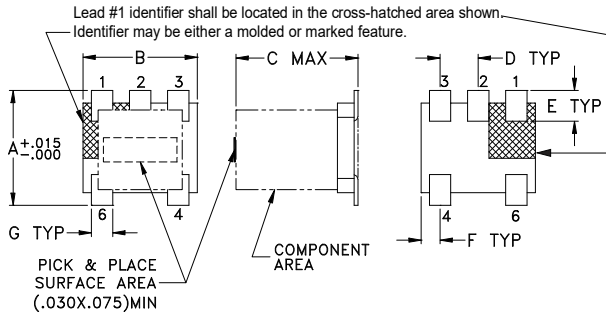 Lead #1 identifier shall be located in the cross-hatched area shown.
Identifier may be either a molded or marked feature.
B
C MAX
D TYP
1 2 3
3 2 1
E TYP
A +.015
-.000
6 4
4 6
G TYP
F TYP
COMPONENT
AREA
PICK & PLACE
SURFACE AREA
(.030X.075)MIN